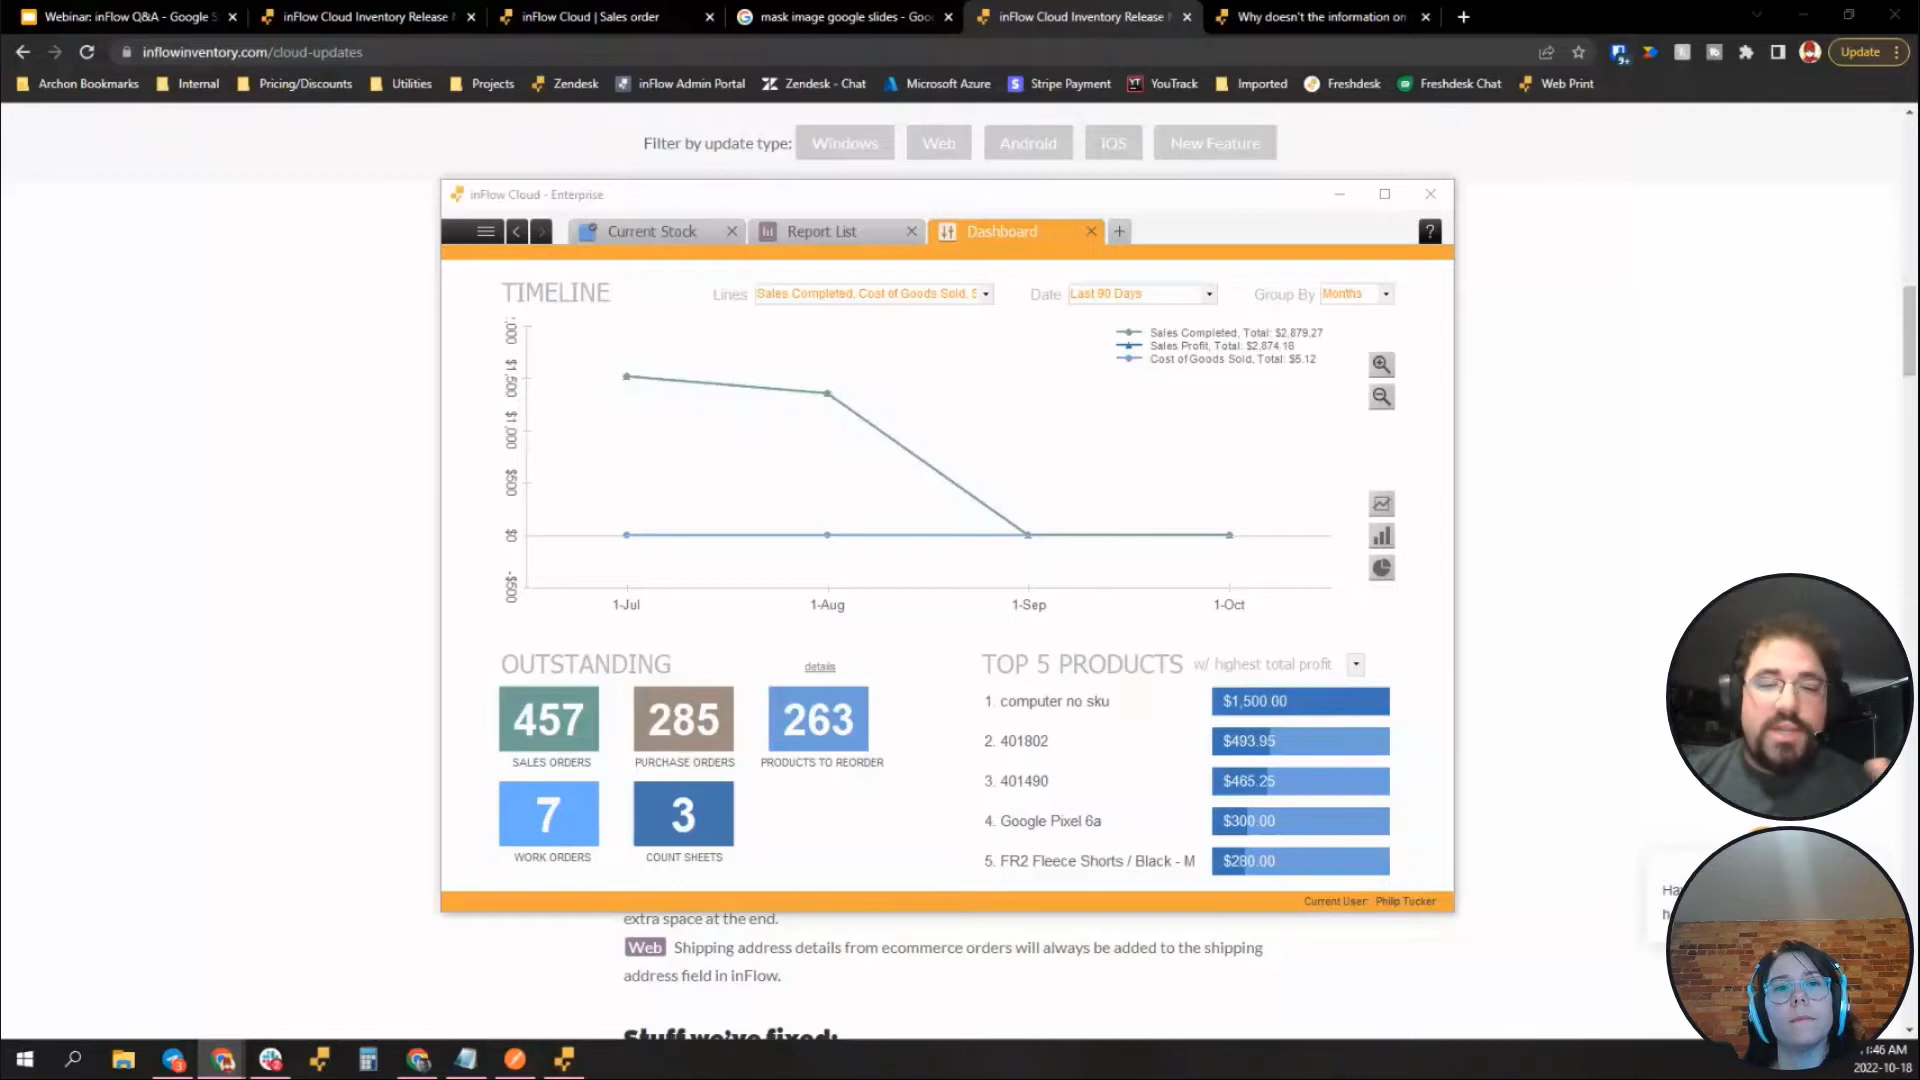 Webinar: inFlow Q&A - Google S
inFlow Cloud Inventory Release
inFlow Cloud | Sales order
mask image google slides - Goo
inFlow Cloud Inventory Release
Why doesn't the information on
inflowinventory.com/cloud-updates
9+
Update
Archon Bookmarks
Internal
Pricing/Discounts
Utilities
Projects
Zendesk
inFlow Admin Portal
Zendesk - Chat
Microsoft Azure
Stripe Payment
YouTrack
Imported
Freshdesk
Freshdesk Chat
Web Print
Filter by update type:
Windows
Web
Android
IOS
New Feature
inFlow Cloud - Enterprise
Current Stock
Report List
Dashboard
?
TIMELINE
Lines
Sales Completed, Cost of Goods Sold, S
Date
Last 90 Days
Group By
Months
Sales Completed, Total: $2,879.27
Sales Profit, Total: $2,874.16
Cost of Goods Sold, Total: $5.12
$1,500
$1,000
$500
$0
-$500
1-Jul
1-Aug
1-Sep
1-Oct
OUTSTANDING
details
457
SALES ORDERS
285
PURCHASE ORDERS
263
PRODUCTS TO REORDER
7
WORK ORDERS
3
COUNT SHEETS
TOP 5 PRODUCTS
w/ highest total profit
1. computer no sku
$1,500.00
2. 401802
$493.95
3. 401490
$465.25
4. Google Pixel 6a
$300.00
5. FR2 Fleece Shorts / Black - M
$280.00
Current User: Philip Tucker
extra space at the end.
Web Shipping address details from ecommerce orders will always be added to the shipping
address field in inFlow.
Stuff we've fixed:
:46 AM
2022-10-18